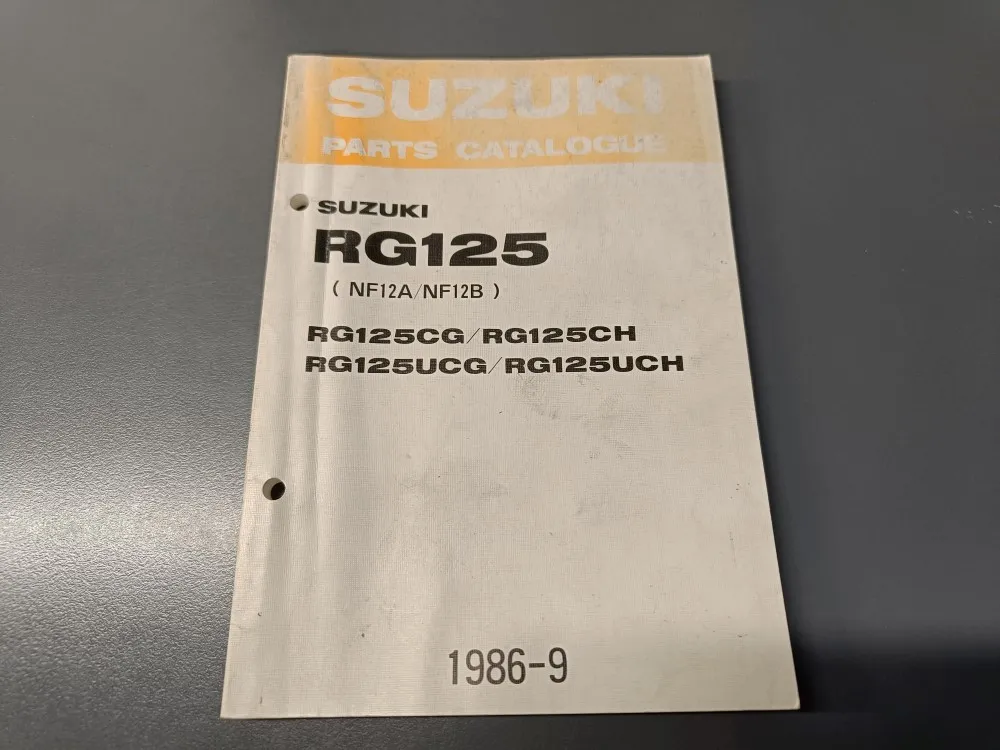 SUZUKI
PARTS CATALOGUE
SUZUKI
RG125
( NF12A/NF12B )
RG125CG/RG125CH
RG125UCG/RG125UCH
1986-9